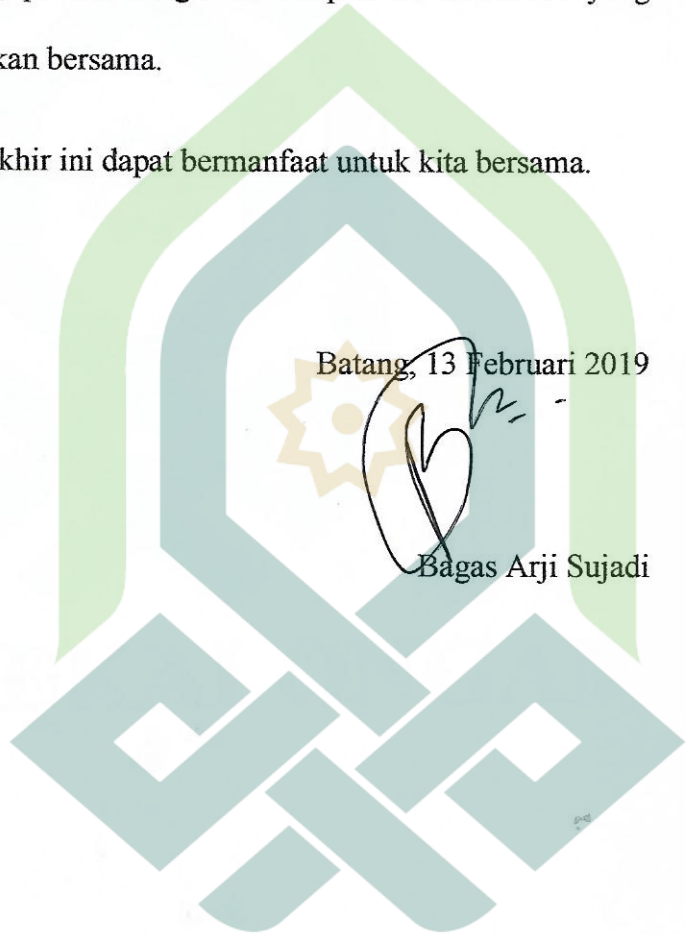 kan bersama.
khir ini dapat bermanfaat untuk kita bersama.
Batang, 13 Februari 2019
Bagas Arji Sujadi